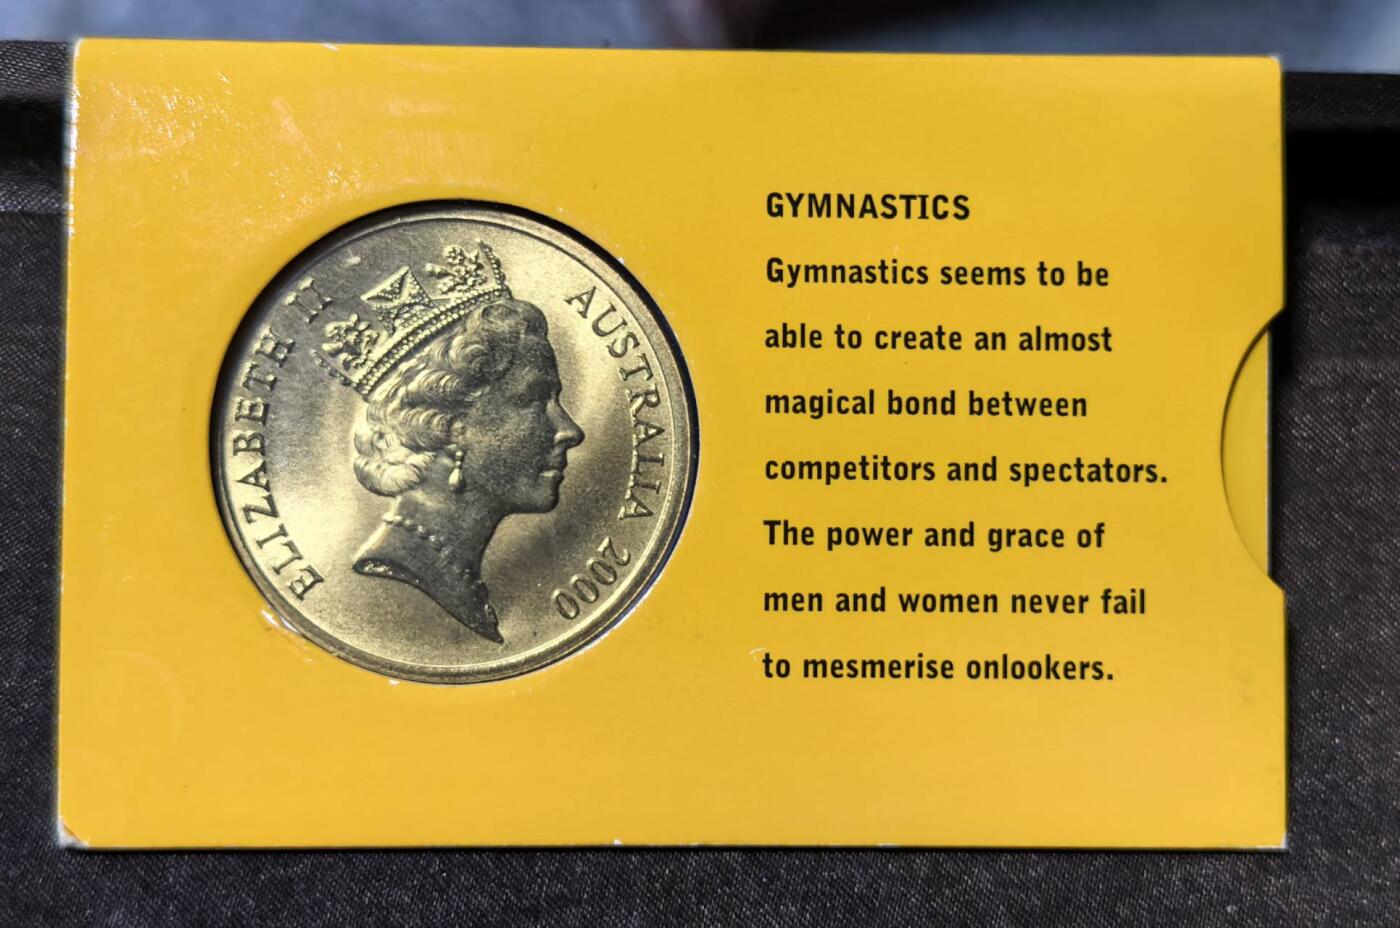 ELIZABETH II
AUSTRALIA 2000
GYMNASTICS
Gymnastics seems to be
able to create an almost
magical bond between
competitors and spectators.
The power and grace of
men and women never fail
to mesmerise onlookers.